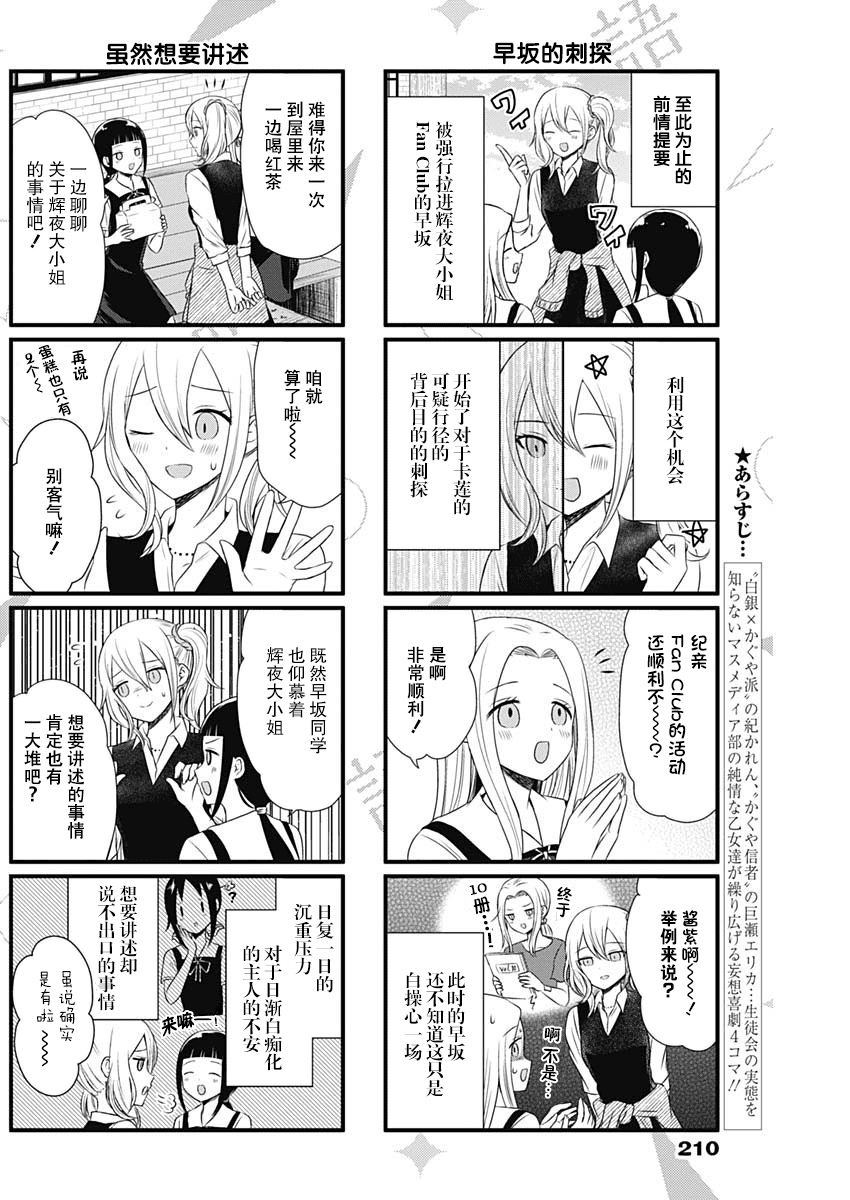 早坂的刺探
至此为止的
前情提要
被强行拉进辉夜大小姐
Fan Club的早坂
ワイ
ワイ
利用这个机会
开始了对于卡莲的
可疑行径的
背后目的的刺探
纪亲
Fan Club的活动
还顺利不～～～？
是啊
非常顺利！
酱紫啊～～～！
举例来说？
终于
10册…！
啊
不是…
此时的早坂
还不知道这只是
白操心一场
虽然想要讲述
难得你来一次
到屋里来
一边喝红茶
一边聊聊
关于辉夜大小姐
的事情吧！
咱就
算了啦～～～
再说
蛋糕也只有
2个～
别客气嘛！
既然早坂同学
也仰慕着
辉夜大小姐
想要讲述的事情
肯定也有
一大堆吧？
日复一日的
沉重压力
对于日渐白痴化
的主人的不安
想要讲述却
说不出口的事情
?
来嘛—！
虽说确实
是有啦～～
★あらすじ…
〝白銀×かぐや派〟の紀かれん、〝かぐや信者〟の巨瀬エリカ…生徒会の実態を
知らないマスメディア部の純情な乙女達が繰り広げる妄想喜劇４コマ!!
210
語